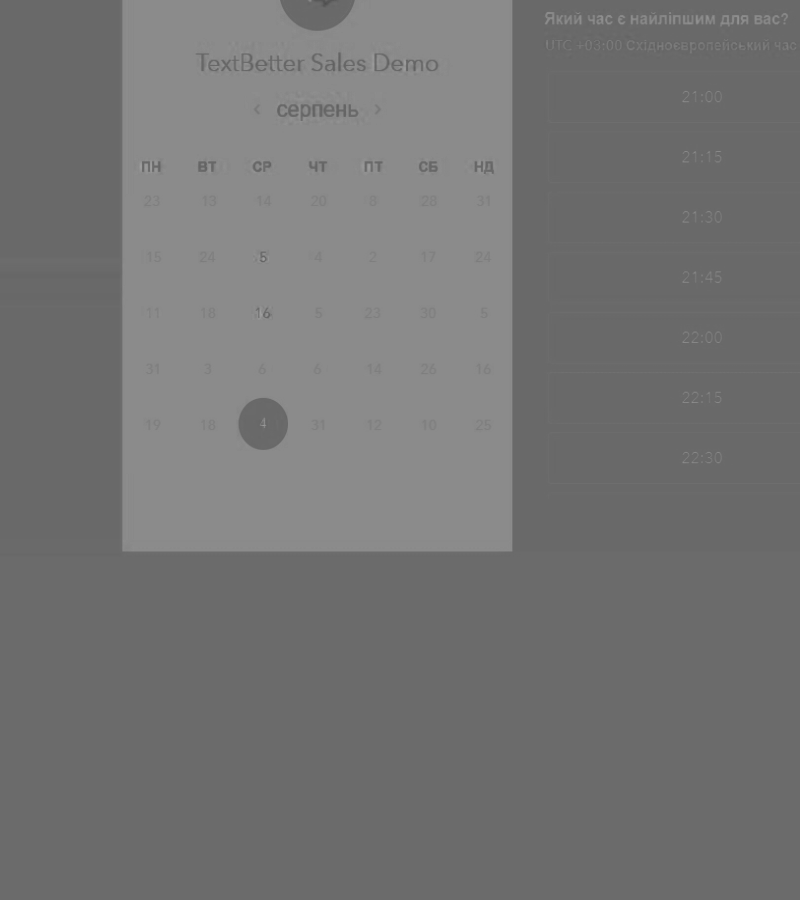 TextBetter Sales Demo
‹ серпень ›
ПН ВТ СР ЧТ ПТ СБ НД
23 13 14 20 8 28 31
15 24 5 4 2 17 24
11 18 16 5 23 30 5
31 3 6 6 14 26 16
19 18 4 31 12 10 25
Який час є найліпшим для вас?
UTC +03:00 Східноєвропейський час
21:00
21:15
21:30
21:45
22:00
22:15
22:30